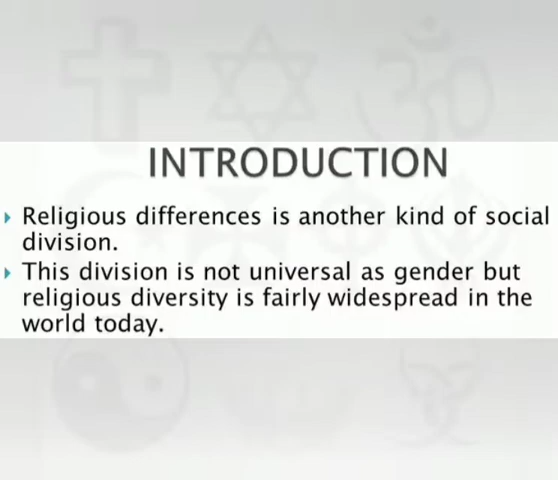 INTRODUCTION
Religious differences is another kind of social
division.
This division is not universal as gender but
religious diversity is fairly widespread in the
world today.